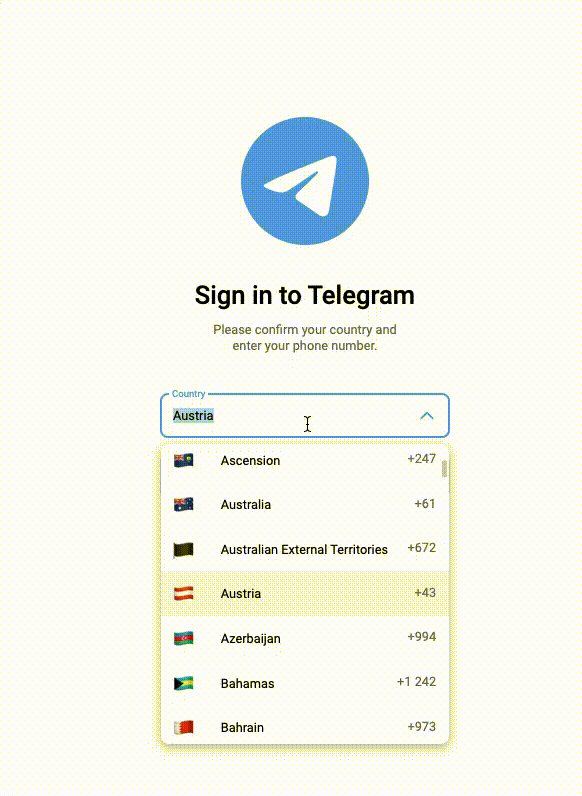 Sign in to Telegram
Please confirm your country and
enter your phone number.
Country
Austria
Ascension +247
Australia +61
Australian External Territories +672
Austria +43
Azerbaijan +994
Bahamas +1 242
Bahrain +973